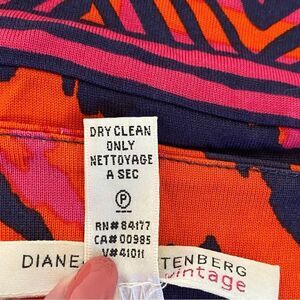 DRY CLEAN
ONLY
NETTOYAGE
A SEC
P
RN# 84177
CA# 00985
V# 41011
DIANE TENBERG
vintage